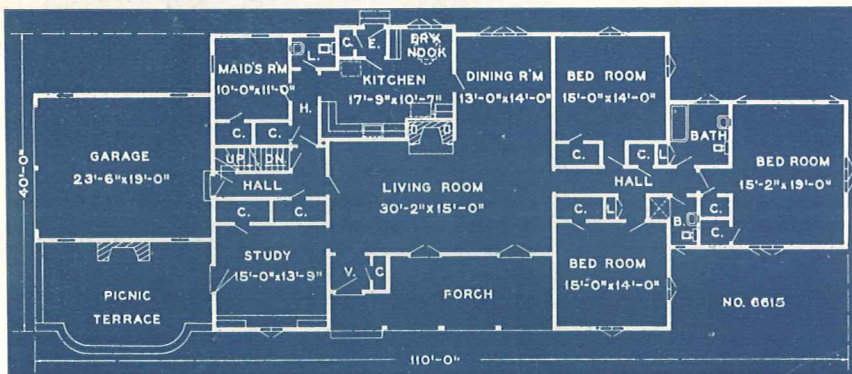 MAID'S R'M
10'-0"x11'-0"
L.
C.
E.
BRK.
NOOK
KITCHEN
17'-9"x10'-7"
DINING R'M
13'-0"x14'-0"
BED ROOM
15'-0"x14'-0"
BATH
BED ROOM
15'-2"x19'-0"
H.
C.
C.
UP
DN.
HALL
GARAGE
23'-6"x19'-0"
40'-0"
LIVING ROOM
30'-2"x15'-0"
C.
C.
L
HALL
C.
L
B.
C.
C.
C.
C.
STUDY
15'-0"x13'-9"
V.
C
PORCH
BED ROOM
15'-0"x14'-0"
PICNIC
TERRACE
NO. 6615
110'-0"